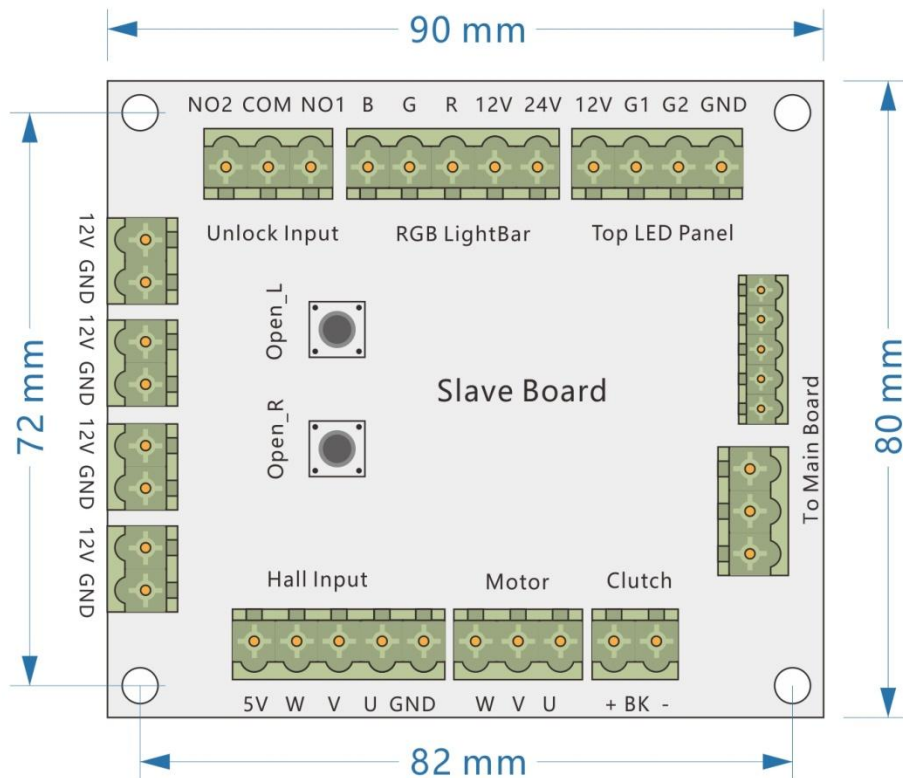 90 mm
NO2 COM NO1 B G R 12V 24V 12V G1 G2 GND
Unlock Input RGB LightBar Top LED Panel
12V GND
12V GND
12V GND
12V GND
72 mm
80 mm
Open_L
Open_R
Slave Board
To Main Board
Hall Input Motor Clutch
5V W V U GND W V U + BK -
82 mm